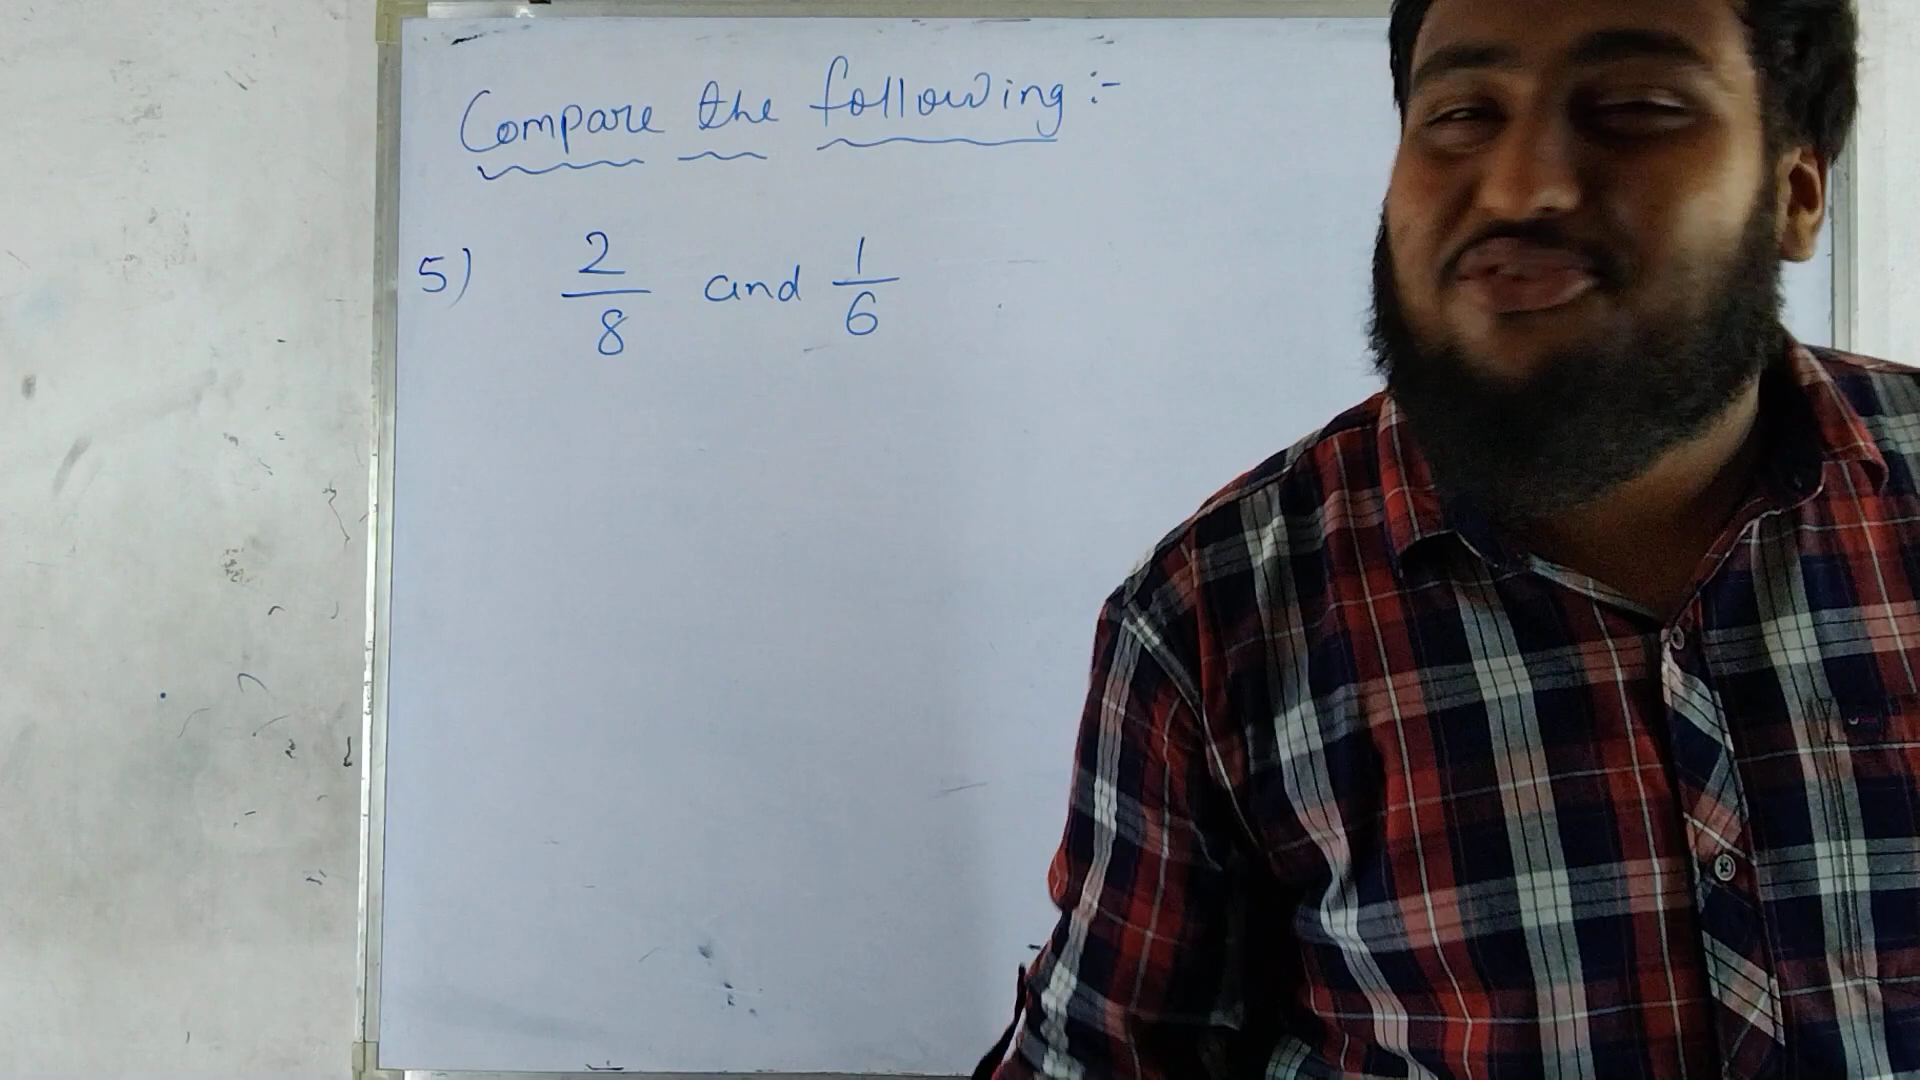 Compare the following :-
5) 2/8 and 1/6